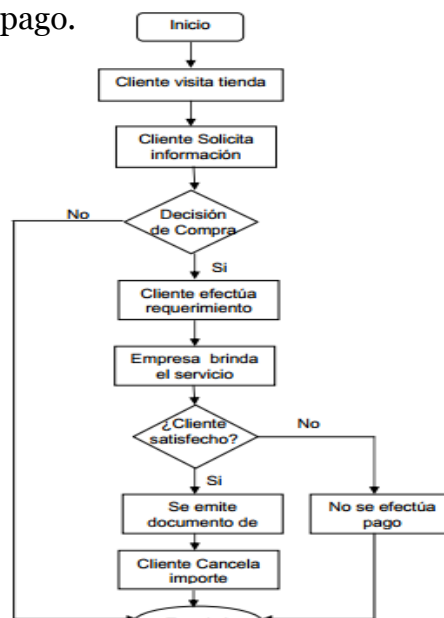 pago.
Inicio
Cliente visita tienda
Cliente Solicita
información
No
Decisión
de Compra
Si
Cliente efectúa
requerimiento
Empresa brinda
el servicio
¿Cliente
satisfecho?
No
Si
Se emite
documento de
No se efectúa
pago
Cliente Cancela
importe